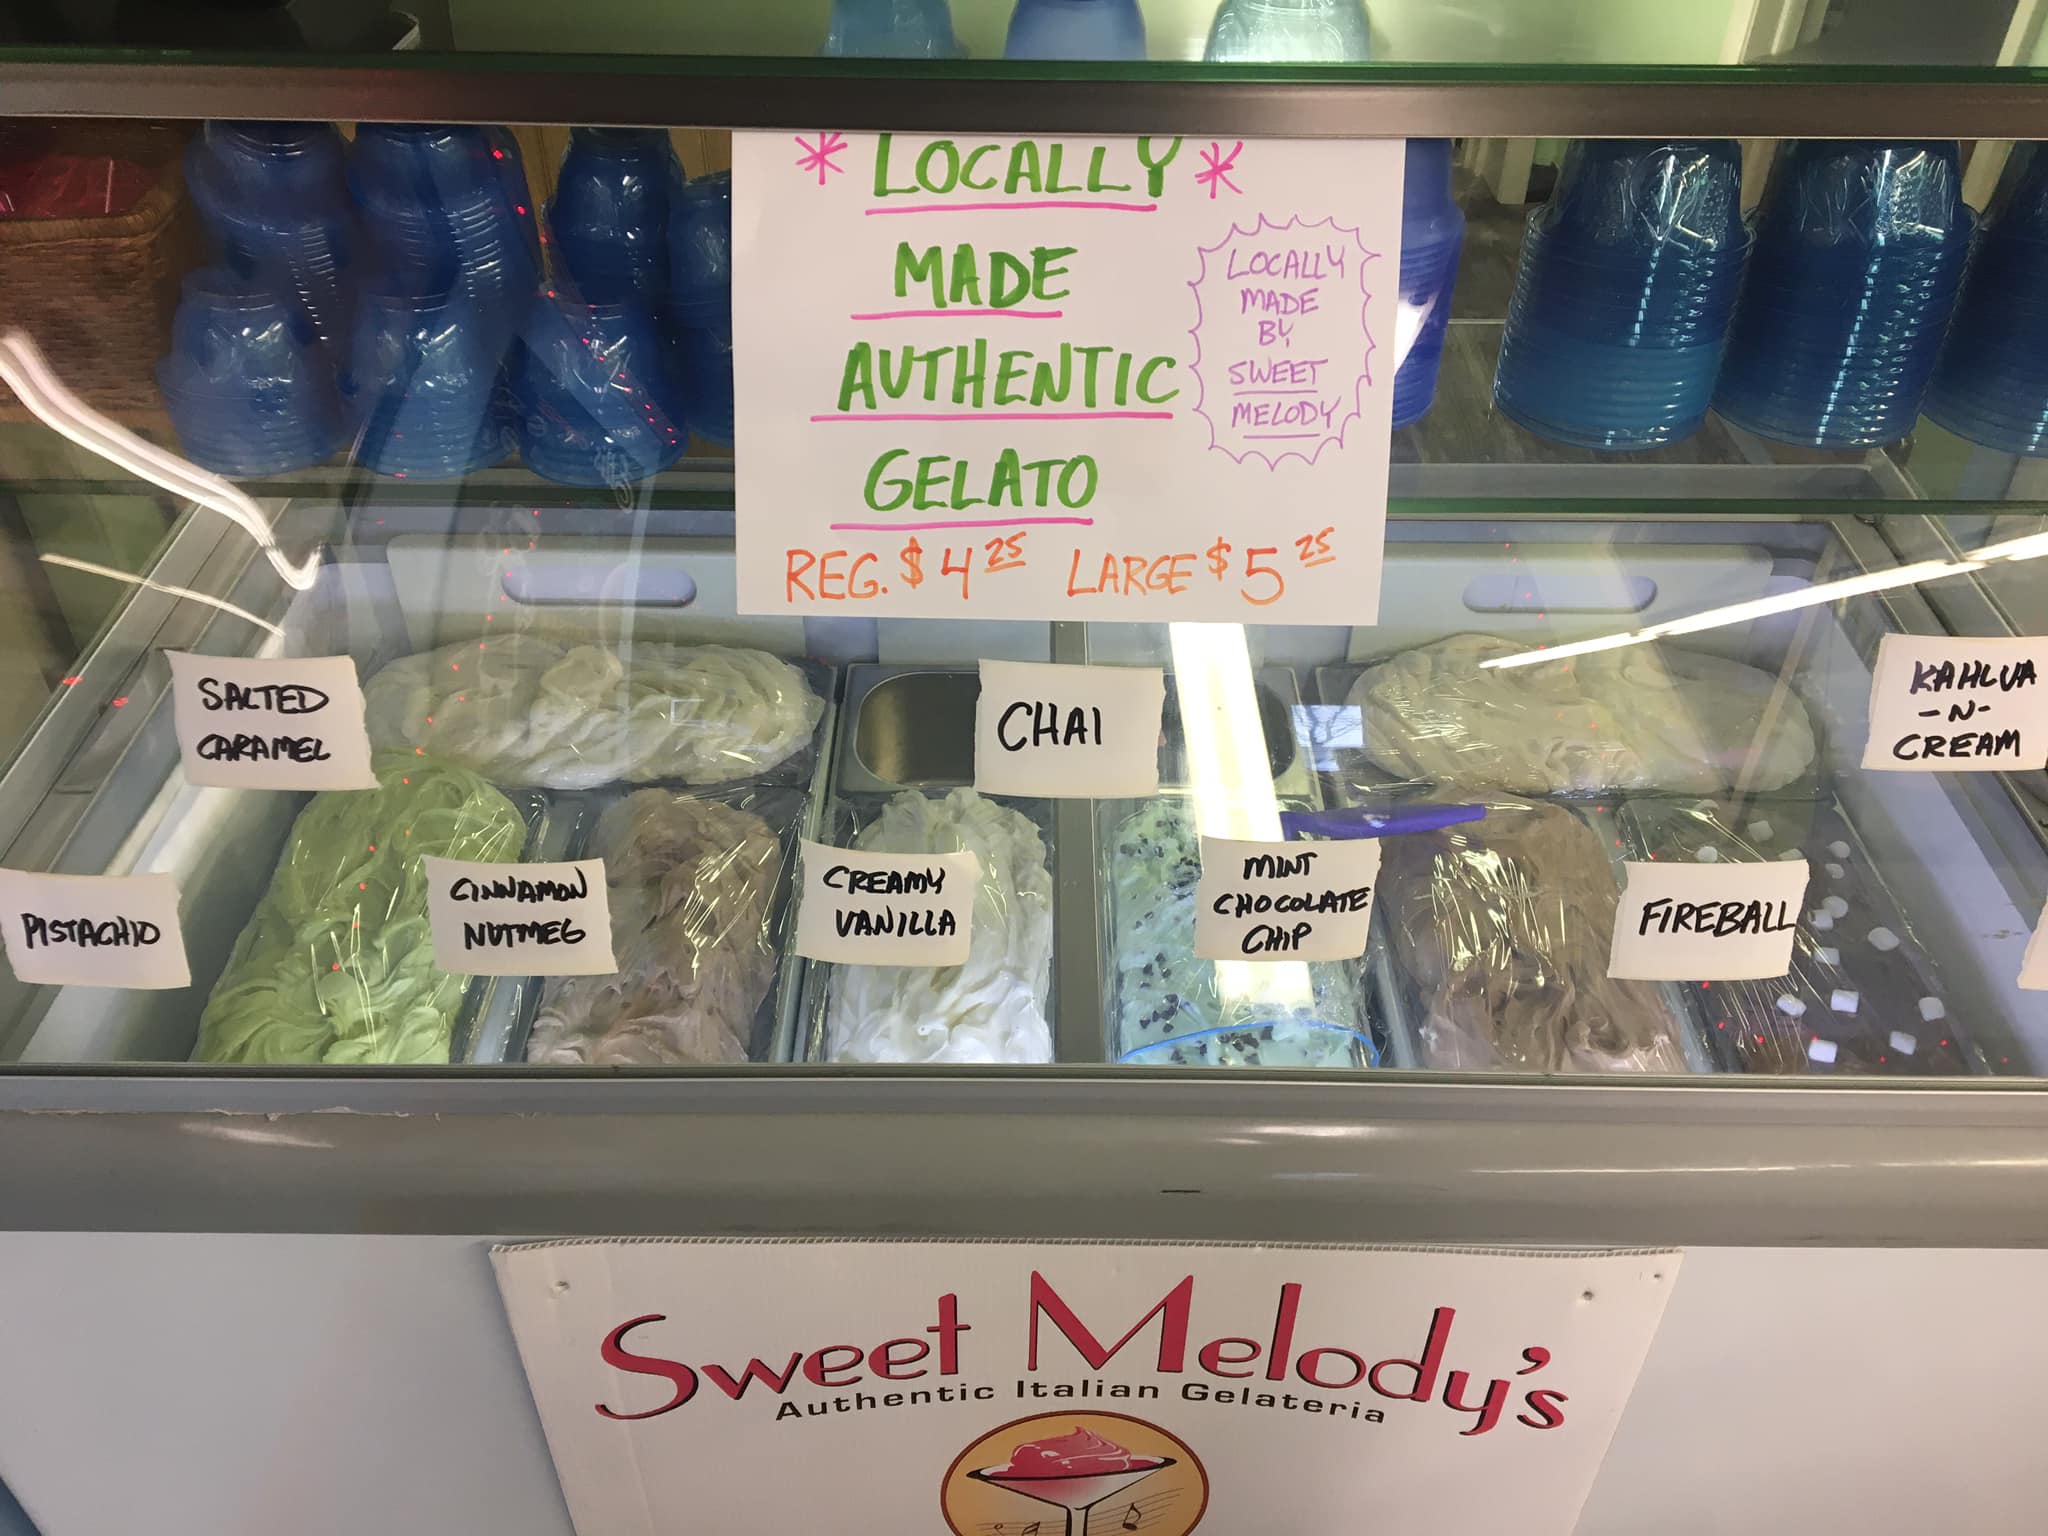 * LOCALLY *
MADE
AUTHENTIC
GELATO
LOCALLY
MADE
BY
SWEET
MELODY
REG. $4 25 LARGE $5 25
SALTED
CARAMEL
CHAI
KAHLUA
-N-
CREAM
PISTACHIO
CINNAMON
NUTMEG
CREAMY
VANILLA
MINT
CHOCOLATE
CHIP
FIREBALL
Sweet Melody's
Authentic Italian Gelateria